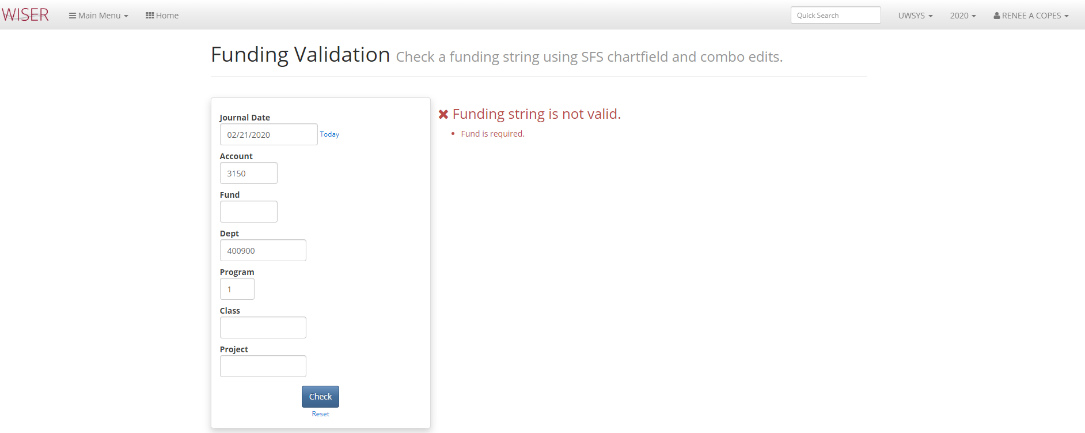 WISER Main Menu Home Quick Search UWSYS 2020 RENEE A COPES
Funding Validation Check a funding string using SFS chartfield and combo edits.
Journal Date
02/21/2020 Today
Account
3150
Fund
Dept
400900
Program
1
Class
Project
Check
Reset
Funding string is not valid.
Fund is required.